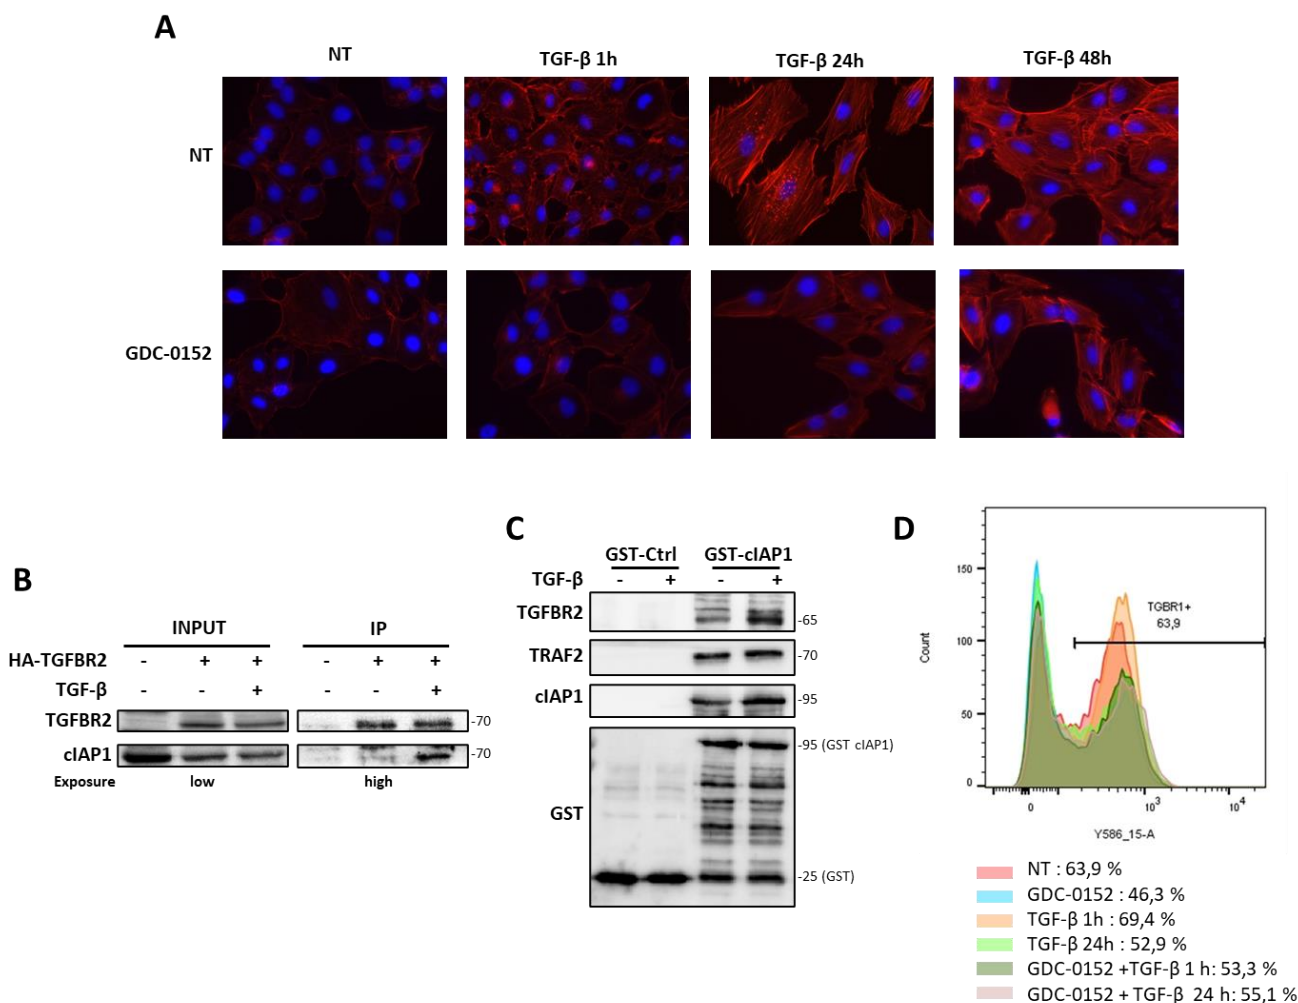 A
NT
TGF-β 1h
TGF-β 24h
TGF-β 48h
NT
GDC-0152
B
INPUT
IP
HA-TGFBR2 - + + - + +
TGF-β - - + - - +
TGFBR2 -70
cIAP1 -70
Exposure low high
C
GST-Ctrl GST-cIAP1
TGF-β - + - +
TGFBR2 -65
TRAF2 -70
cIAP1 -95
GST
-95 (GST cIAP1)
-25 (GST)
D
150
100
50
0
Count
TGBR1+
63,9
0 10³ 10⁴
Y586_15-A
NT : 63,9 %
GDC-0152 : 46,3 %
TGF-β 1h : 69,4 %
TGF-β 24h : 52,9 %
GDC-0152 +TGF-β 1 h: 53,3 %
GDC-0152 + TGF-β 24 h: 55,1 %